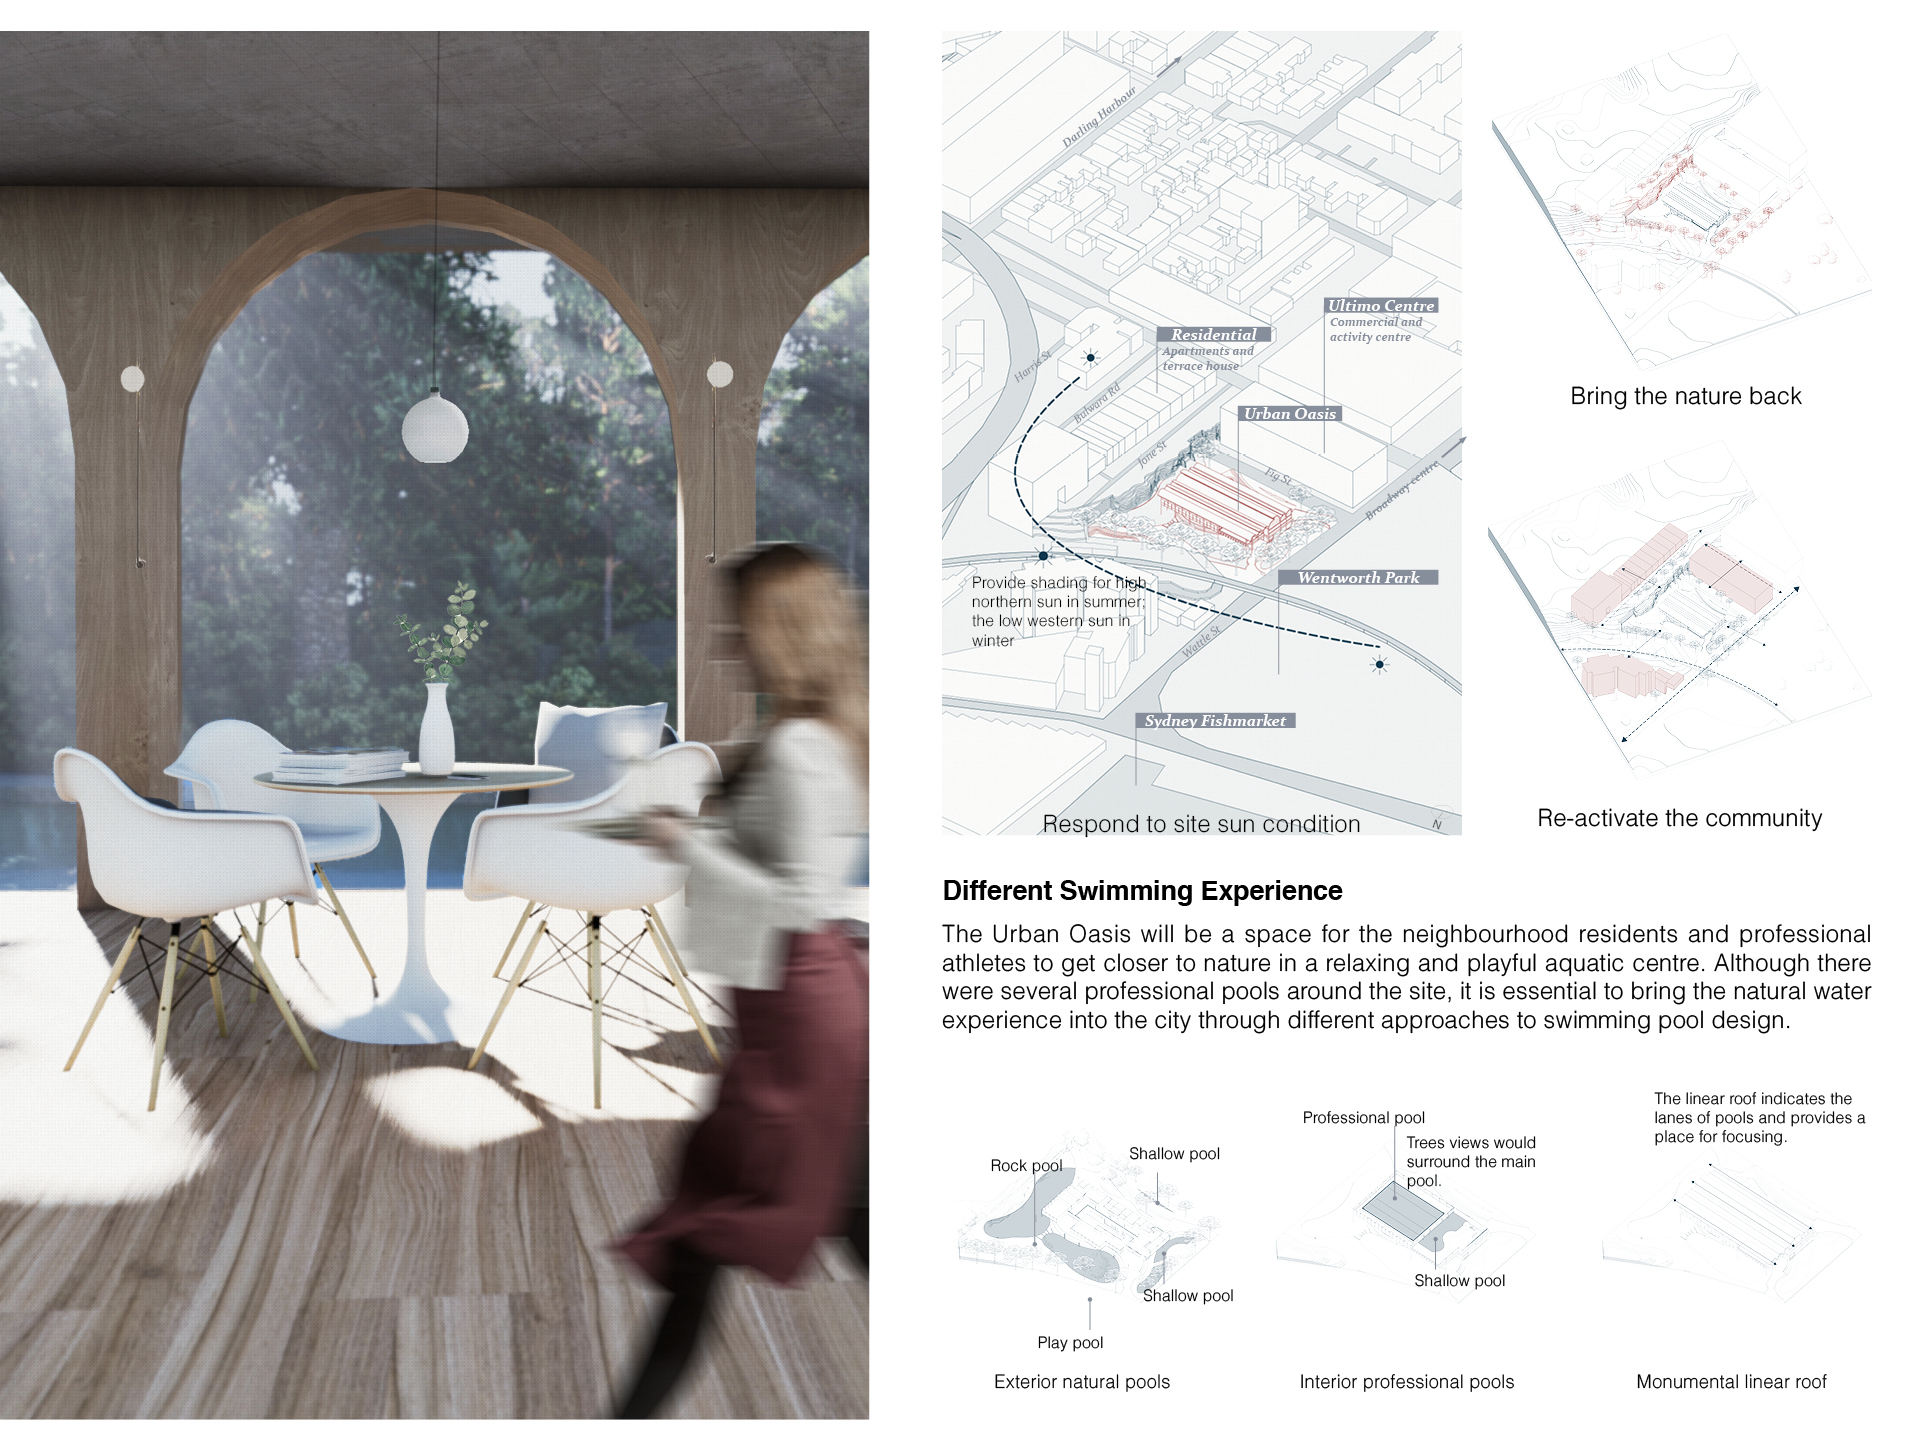 Darling Harbour
Ultimo Centre
Commercial and
activity centre
Residential
Apartments and
terrace house
Harris St
Bulwara Rd
Urban Oasis
Jone St
Fig St
Broadway centre
Provide shading for high
northern sun in summer;
the low western sun in
winter
Wentworth Park
Wattle St
Sydney Fishmarket
N
Respond to site sun condition
Bring the nature back
Re-activate the community
Different Swimming Experience
The Urban Oasis will be a space for the neighbourhood residents and professional
athletes to get closer to nature in a relaxing and playful aquatic centre. Although there
were several professional pools around the site, it is essential to bring the natural water
experience into the city through different approaches to swimming pool design.
Rock pool
Shallow pool
Shallow pool
Play pool
Exterior natural pools
Professional pool
Trees views would
surround the main
pool.
Shallow pool
Interior professional pools
The linear roof indicates the
lanes of pools and provides a
place for focusing.
Monumental linear roof